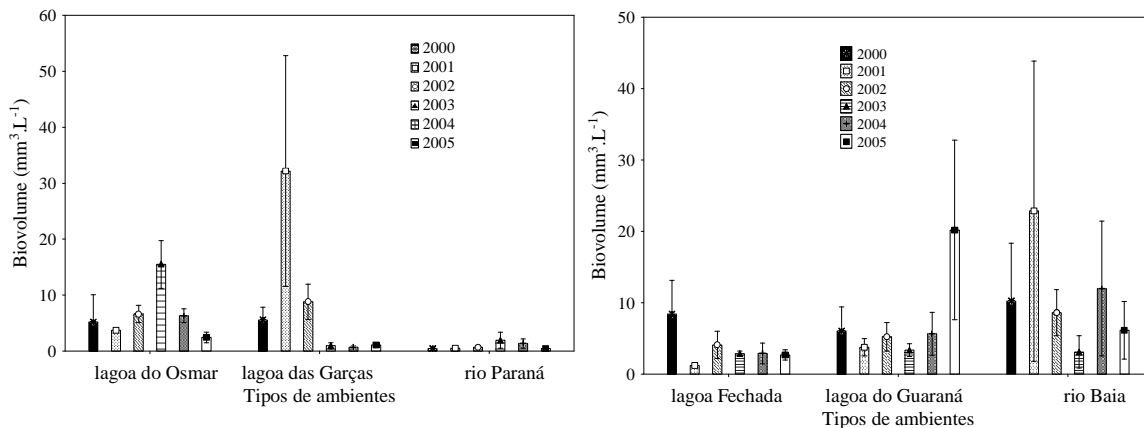 60
50
40
30
20
10
0
Biovolume (mm³.L⁻¹)
2000
2001
2002
2003
2004
2005
lagoa do Osmar
lagoa das Garças
rio Paraná
Tipos de ambientes
50
40
30
20
10
0
Biovolume (mm³.L⁻¹)
2000
2001
2002
2003
2004
2005
lagoa Fechada
lagoa do Guaraná
rio Baia
Tipos de ambientes